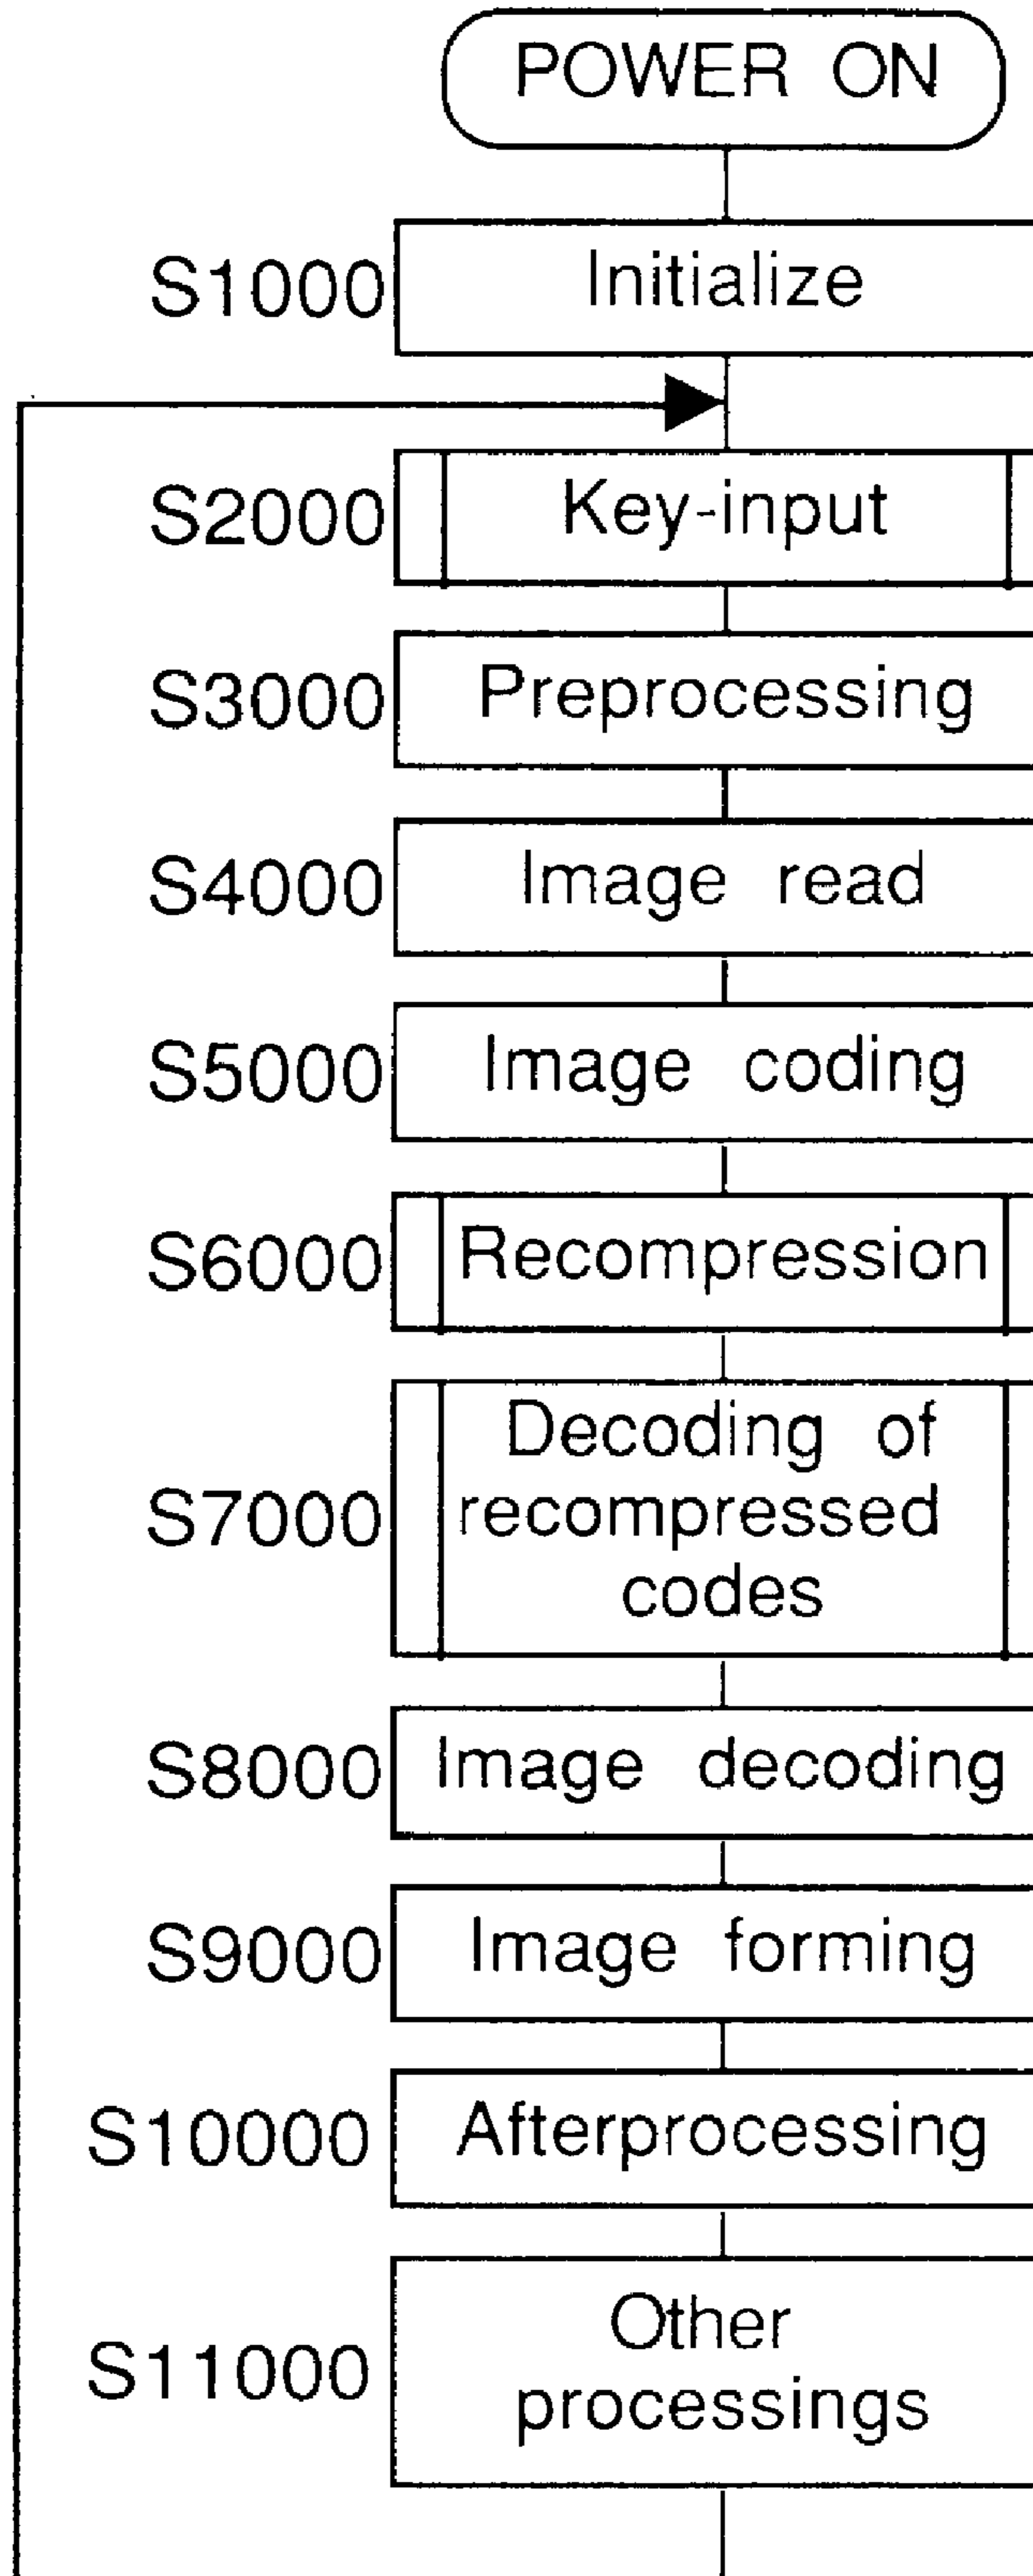 POWER ON
S1000 Initialize
S2000 Key-input
S3000 Preprocessing
S4000 Image read
S5000 Image coding
S6000 Recompression
Decoding of
S7000 recompressed
codes
S8000 Image decoding
S9000 Image forming
S10000 Afterprocessing
Other
S11000
processings